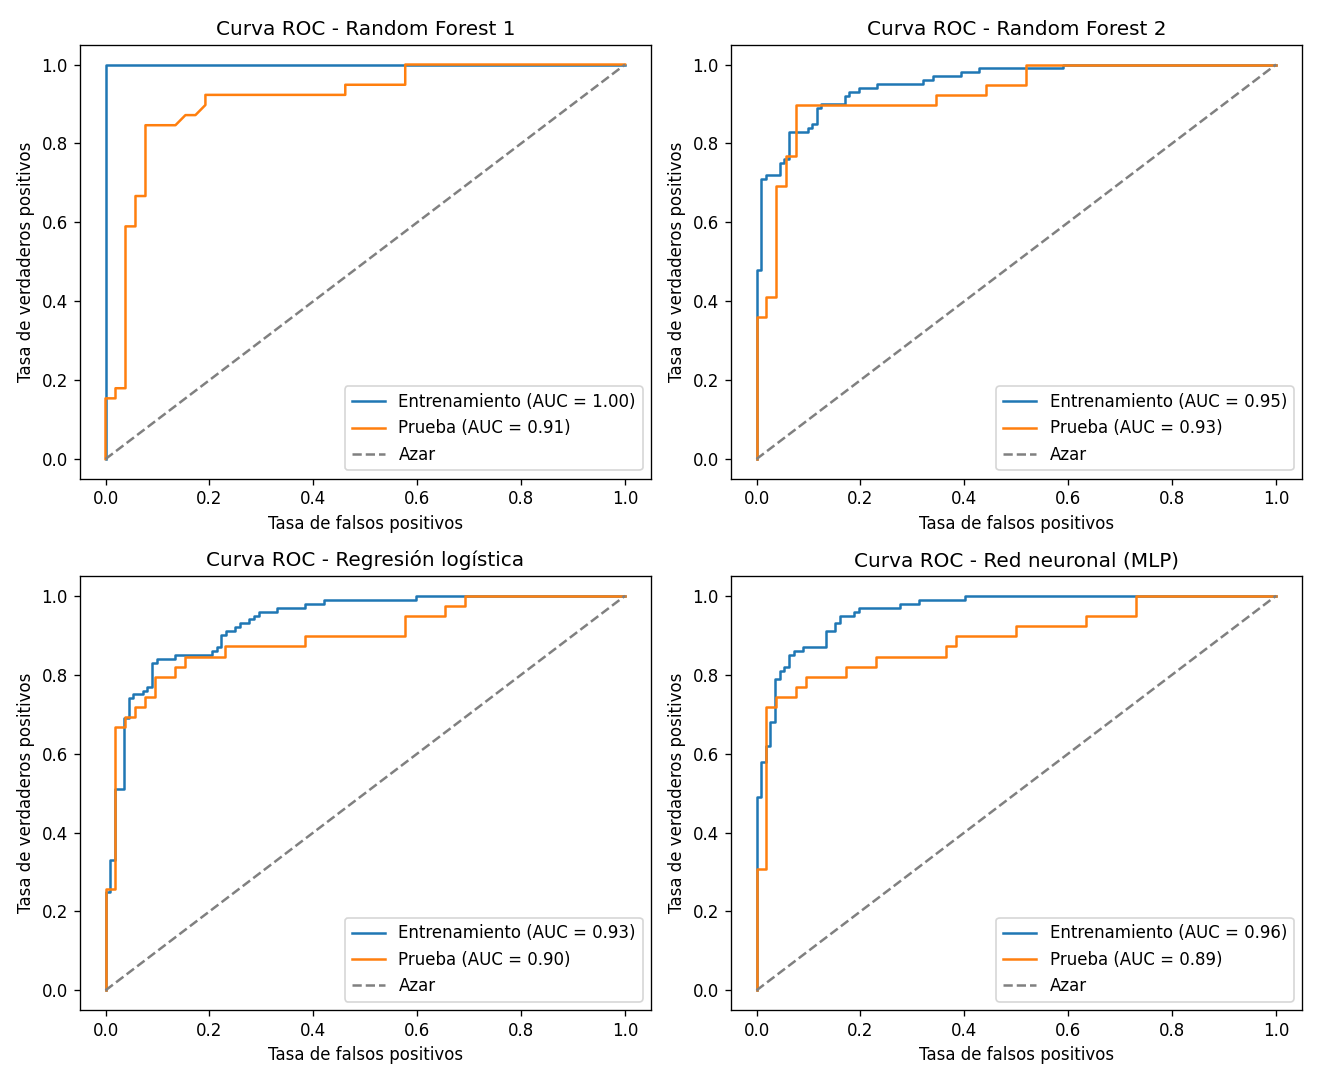 Curva ROC - Random Forest 1
Tasa de verdaderos positivos
1.0
0.8
0.6
0.4
0.2
0.0
Entrenamiento (AUC = 1.00)
Prueba (AUC = 0.91)
Azar
0.0 0.2 0.4 0.6 0.8 1.0
Tasa de falsos positivos
Curva ROC - Random Forest 2
Tasa de verdaderos positivos
1.0
0.8
0.6
0.4
0.2
0.0
Entrenamiento (AUC = 0.95)
Prueba (AUC = 0.93)
Azar
0.0 0.2 0.4 0.6 0.8 1.0
Tasa de falsos positivos
Curva ROC - Regresión logística
Tasa de verdaderos positivos
1.0
0.8
0.6
0.4
0.2
0.0
Entrenamiento (AUC = 0.93)
Prueba (AUC = 0.90)
Azar
0.0 0.2 0.4 0.6 0.8 1.0
Tasa de falsos positivos
Curva ROC - Red neuronal (MLP)
Tasa de verdaderos positivos
1.0
0.8
0.6
0.4
0.2
0.0
Entrenamiento (AUC = 0.96)
Prueba (AUC = 0.89)
Azar
0.0 0.2 0.4 0.6 0.8 1.0
Tasa de falsos positivos